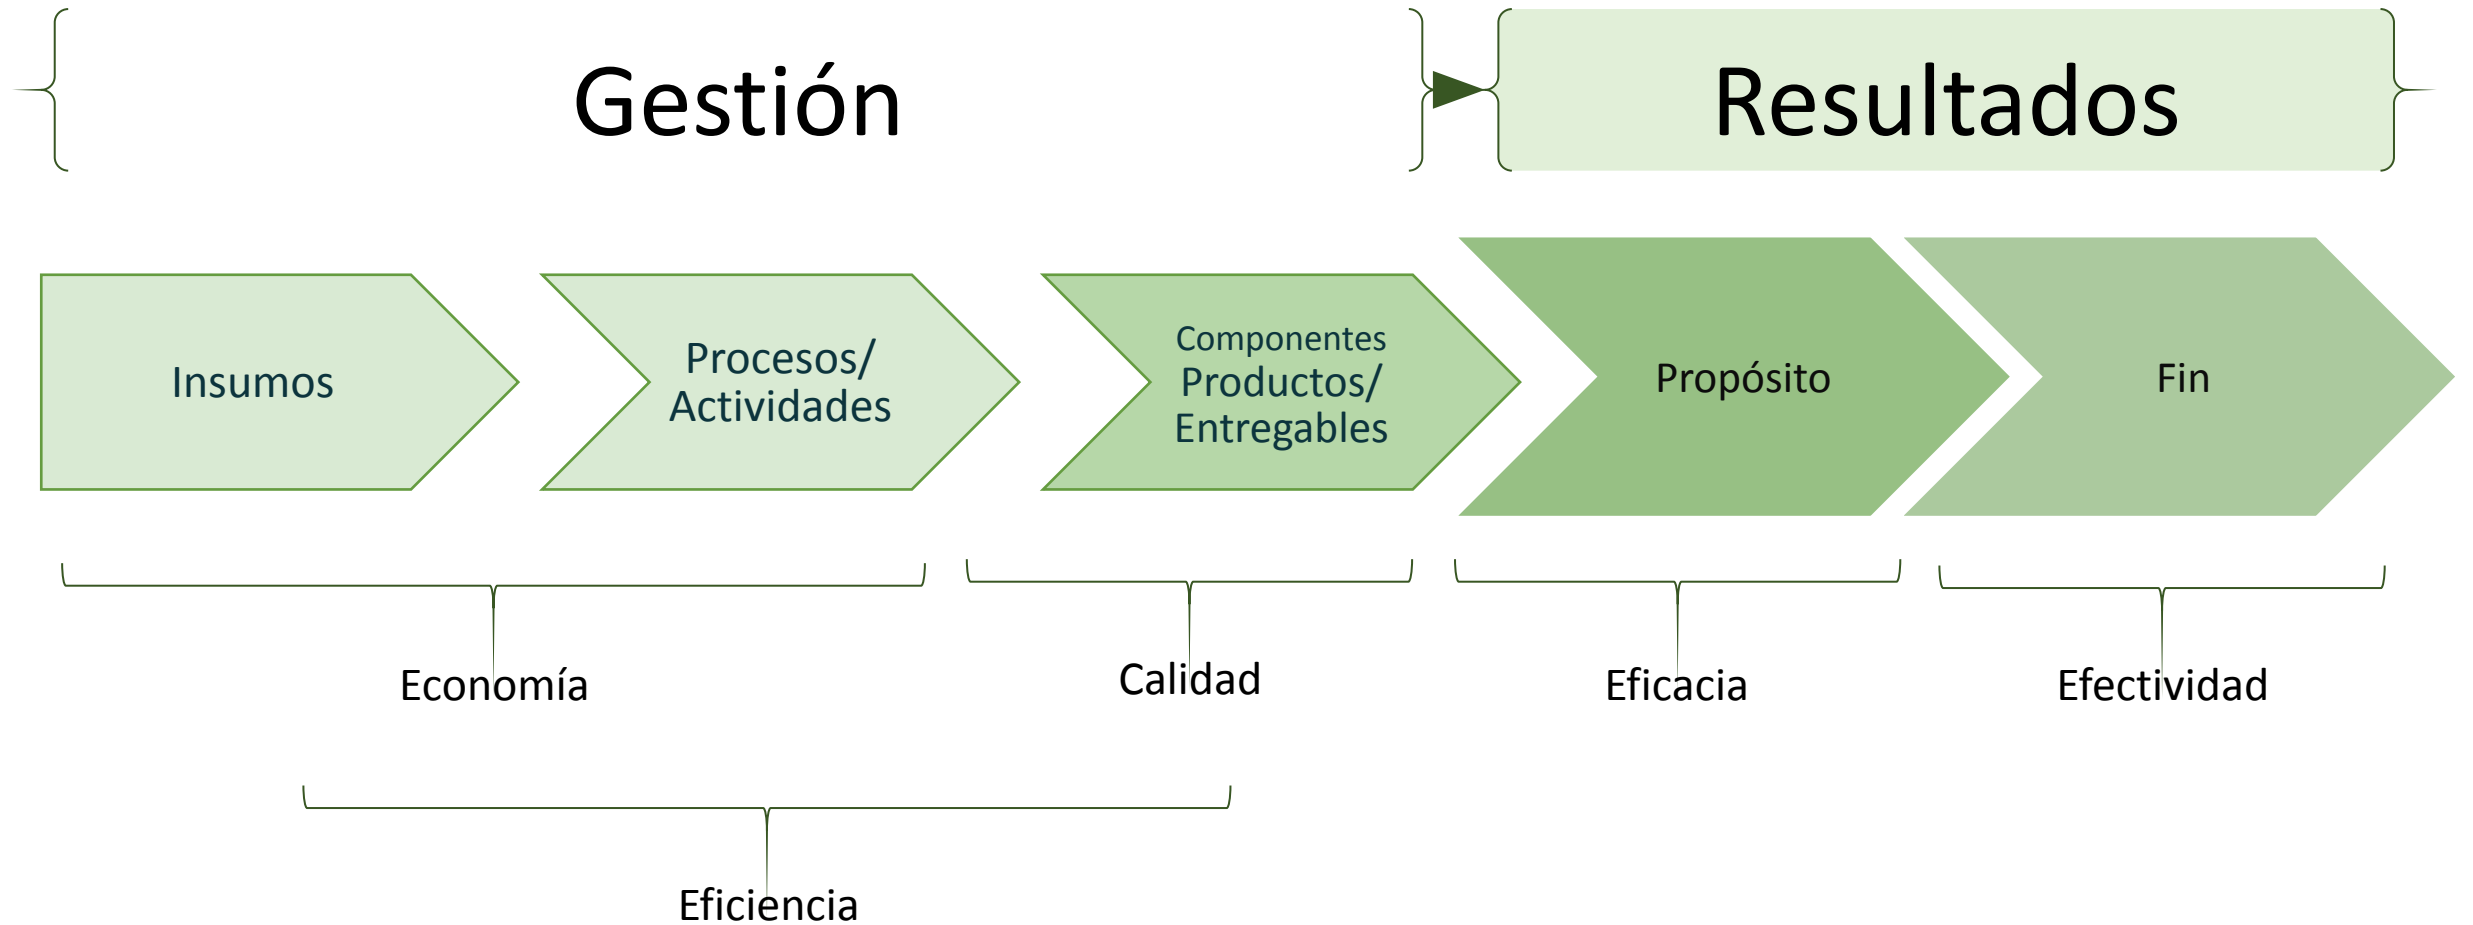 Gestión
Resultados
Insumos
Procesos/
Actividades
Componentes
Productos/
Entregables
Propósito
Fin
Economía
Calidad
Eficacia
Efectividad
Eficiencia